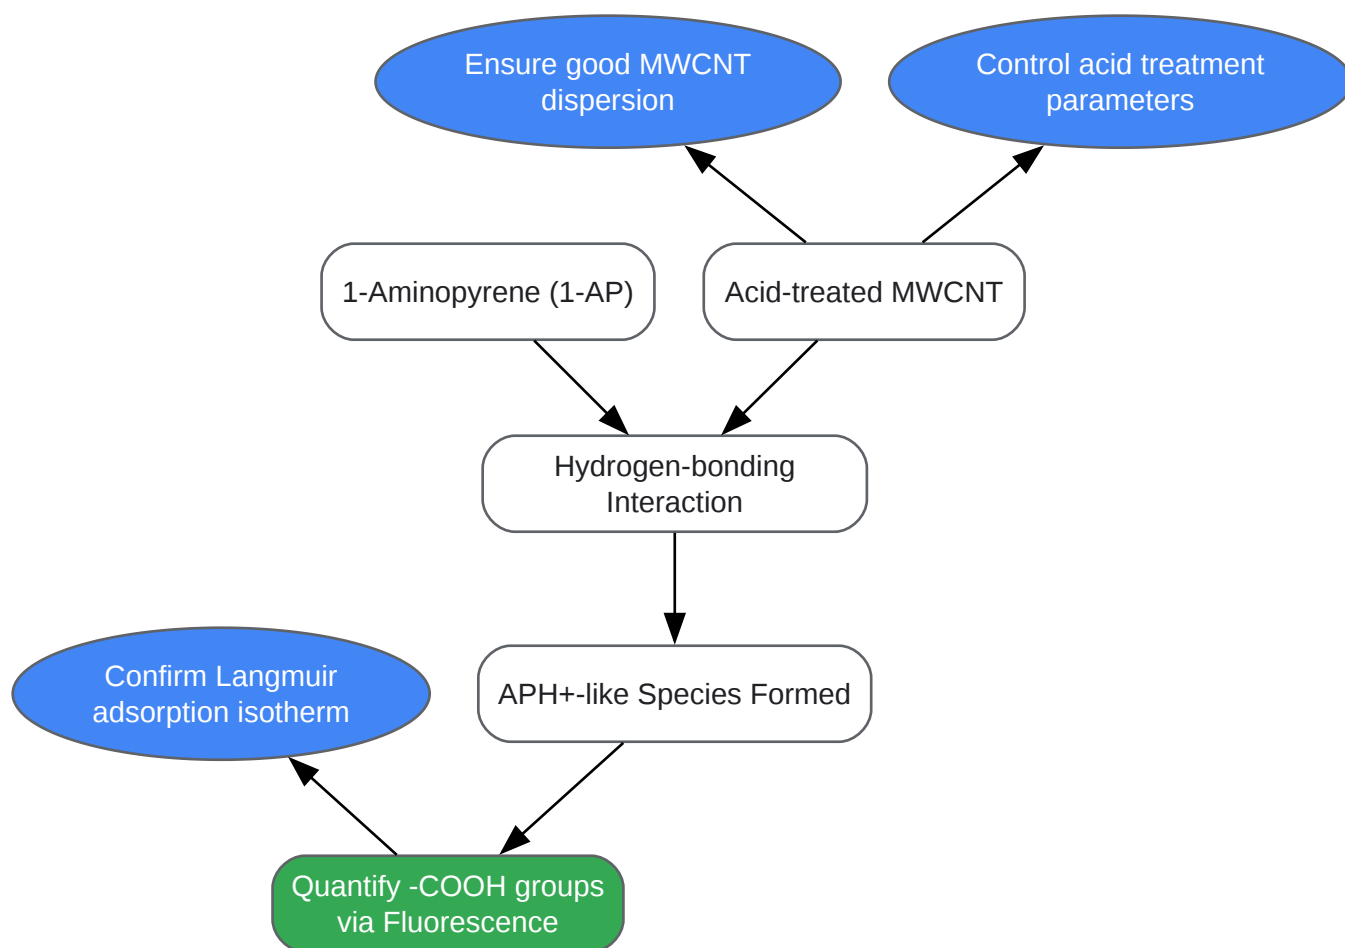 Ensure good MWCNT
dispersion
Control acid treatment
parameters
1-Aminopyrene (1-AP)
Acid-treated MWCNT
Hydrogen-bonding
Interaction
Confirm Langmuir
adsorption isotherm
APH+-like Species Formed
Quantify -COOH groups
via Fluorescence